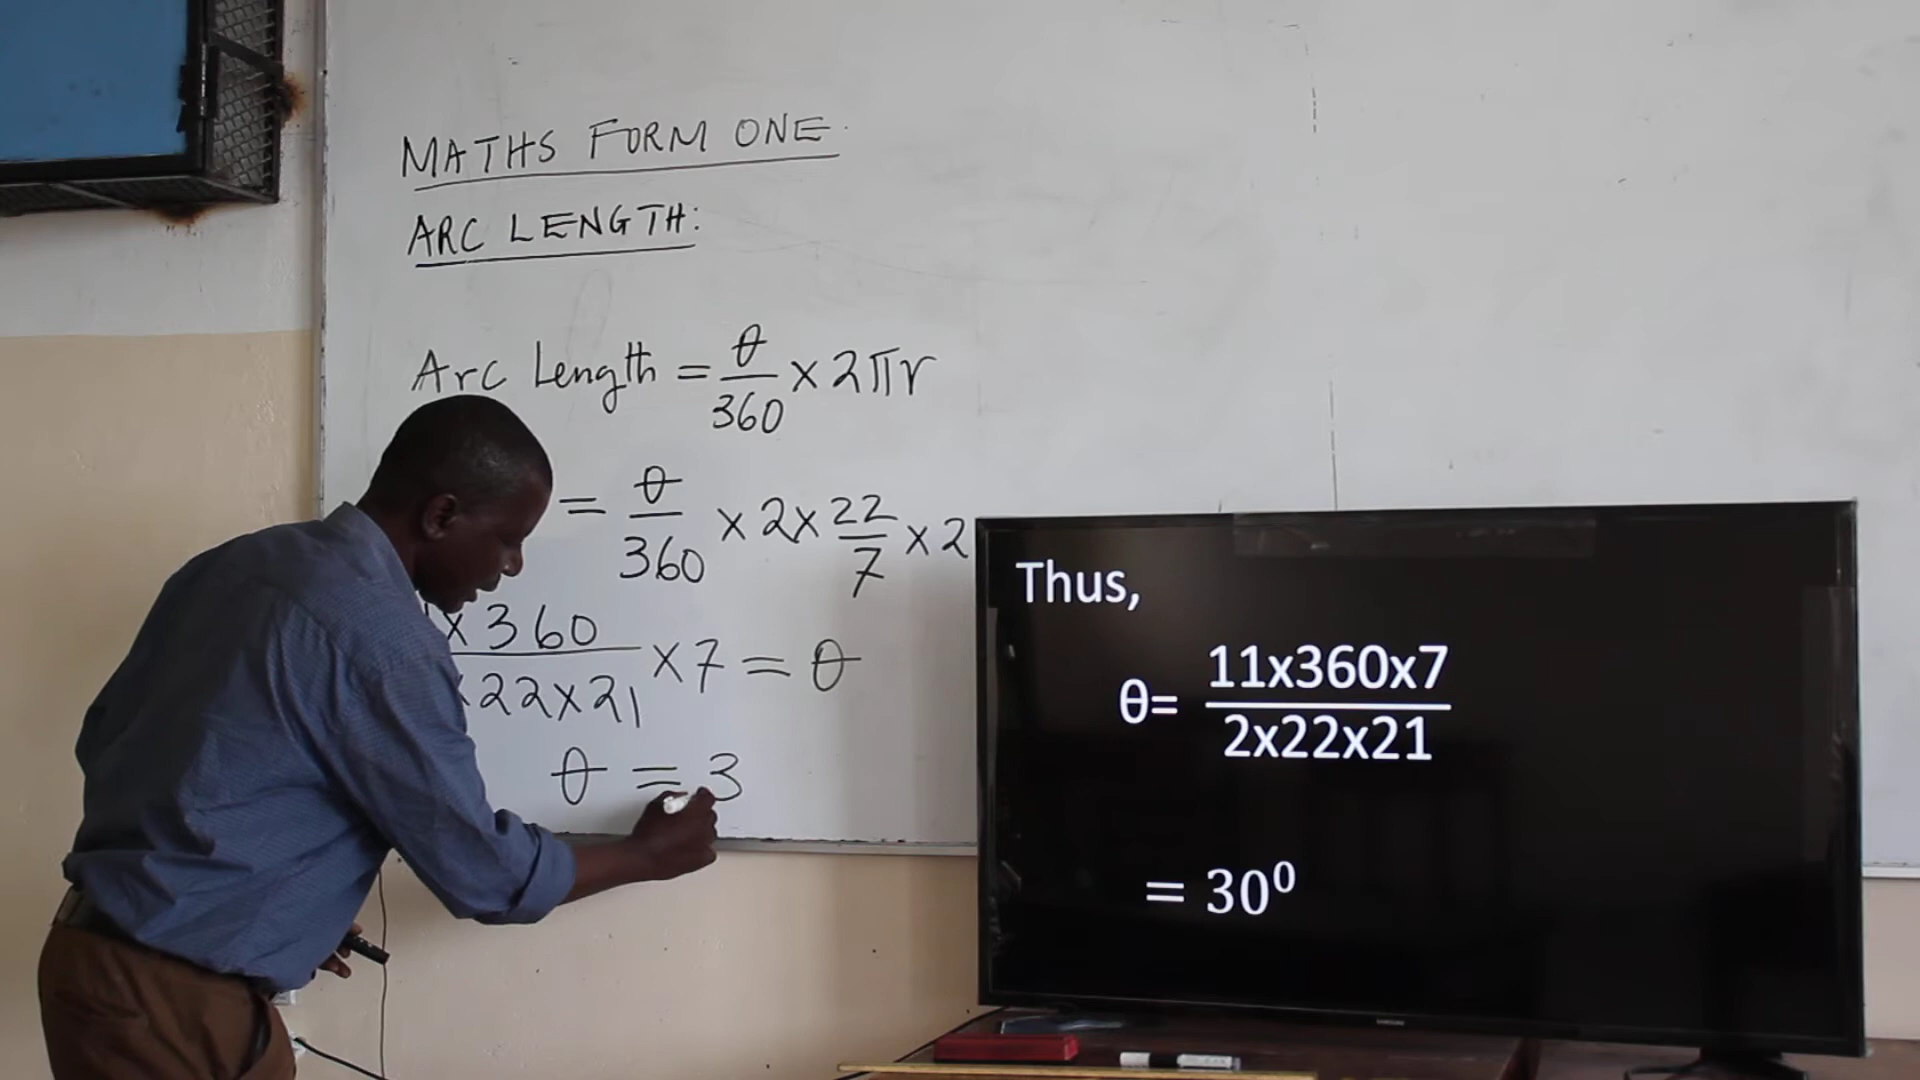 MATHS FORM ONE.
ARC LENGTH:
Arc Length = θ/360 x 2πr
= θ/360 x 2 x 22/7 x 2
x 360 / x 22 x 21 x 7 = θ
θ = 3
Thus,
θ= 11x360x7 / 2x22x21
= 30⁰